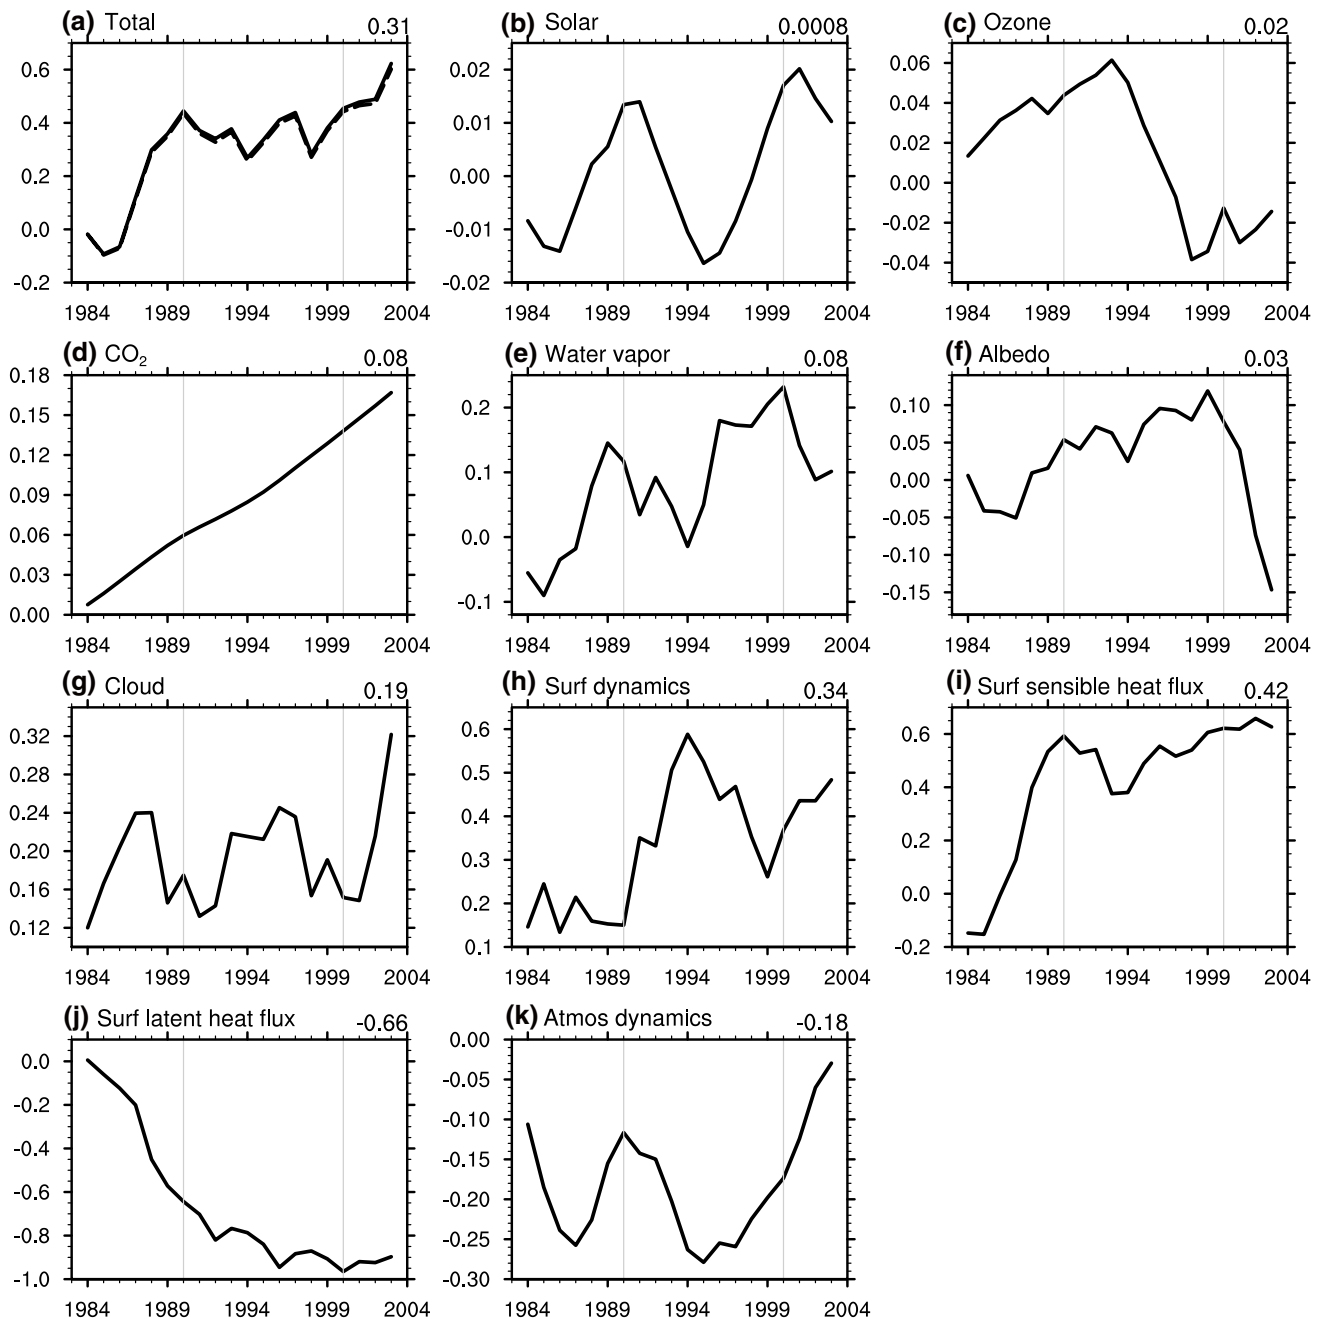 (a) Total 0.31
0.6
0.4
0.2
0.0
-0.2
1984 1989 1994 1999 2004
(b) Solar 0.0008
0.02
0.01
0.00
-0.01
-0.02
1984 1989 1994 1999 2004
(c) Ozone 0.02
0.06
0.04
0.02
0.00
-0.02
-0.04
1984 1989 1994 1999 2004
(d) CO₂ 0.08
0.18
0.15
0.12
0.09
0.06
0.03
0.00
1984 1989 1994 1999 2004
(e) Water vapor 0.08
0.2
0.1
0.0
-0.1
1984 1989 1994 1999 2004
(f) Albedo 0.03
0.10
0.05
0.00
-0.05
-0.10
-0.15
1984 1989 1994 1999 2004
(g) Cloud 0.19
0.32
0.28
0.24
0.20
0.16
0.12
1984 1989 1994 1999 2004
(h) Surf dynamics 0.34
0.6
0.5
0.4
0.3
0.2
0.1
1984 1989 1994 1999 2004
(i) Surf sensible heat flux 0.42
0.6
0.4
0.2
0.0
-0.2
1984 1989 1994 1999 2004
(j) Surf latent heat flux -0.66
0.0
-0.2
-0.4
-0.6
-0.8
-1.0
1984 1989 1994 1999 2004
(k) Atmos dynamics -0.18
0.00
-0.05
-0.10
-0.15
-0.20
-0.25
-0.30
1984 1989 1994 1999 2004